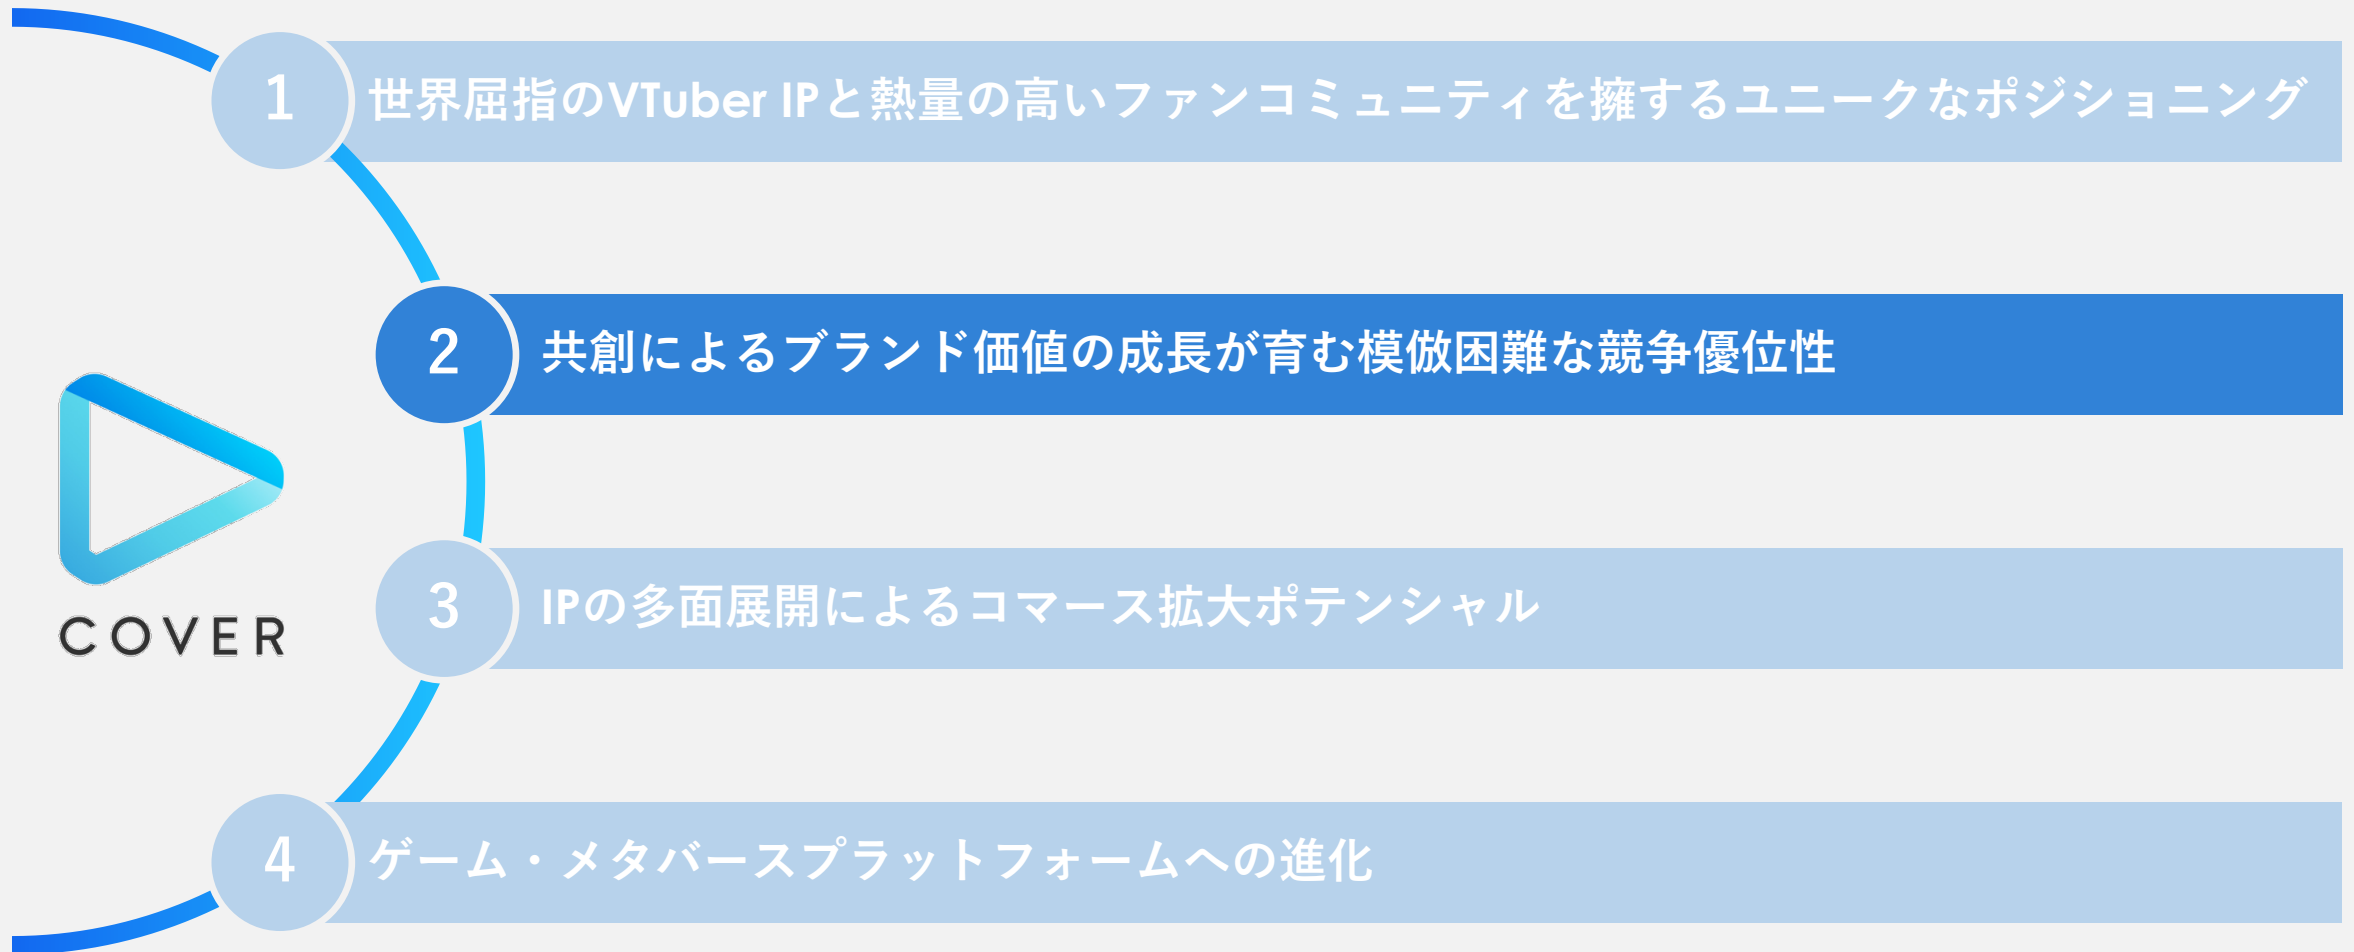 1 世界屈指のVTuber IPと熱量の高いファンコミュニティを擁するユニークなポジショニング
2 共創によるブランド価値の成長が育む模倣困難な競争優位性
3 IPの多面展開によるコマース拡大ポテンシャル
COVER
4 ゲーム・メタバースプラットフォームへの進化